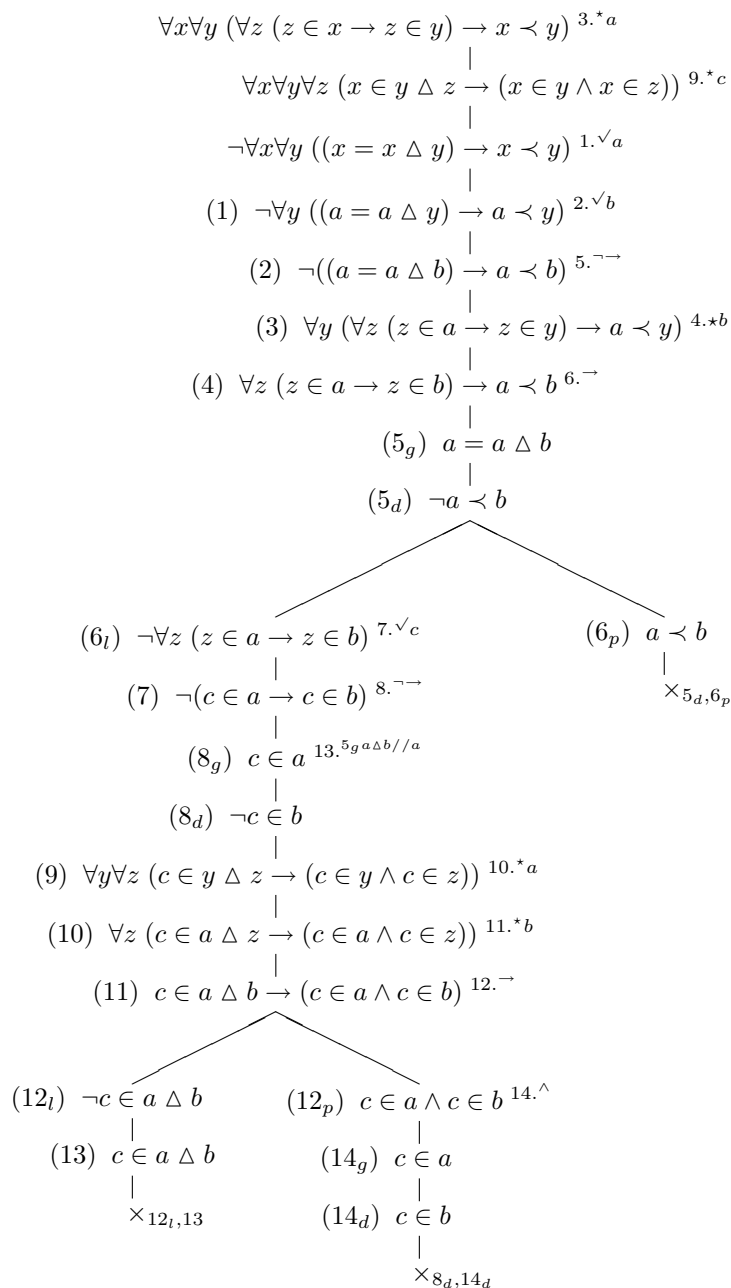 ∀x∀y (∀z (z ∈ x → z ∈ y) → x ≺ y) 3.⋆a
∀x∀y∀z (x ∈ y △ z → (x ∈ y ∧ x ∈ z)) 9.⋆c
¬∀x∀y ((x = x △ y) → x ≺ y) 1.√a
(1) ¬∀y ((a = a △ y) → a ≺ y) 2.√b
(2) ¬((a = a △ b) → a ≺ b) 5.¬→
(3) ∀y (∀z (z ∈ a → z ∈ y) → a ≺ y) 4.⋆b
(4) ∀z (z ∈ a → z ∈ b) → a ≺ b 6.→
(5g) a = a △ b
(5d) ¬a ≺ b
(6l) ¬∀z (z ∈ a → z ∈ b) 7.√c (6p) a ≺ b
(7) ¬(c ∈ a → c ∈ b) 8.¬→ ×5d,6p
(8g) c ∈ a 13.5g a△b//a
(8d) ¬c ∈ b
(9) ∀y∀z (c ∈ y △ z → (c ∈ y ∧ c ∈ z)) 10.⋆a
(10) ∀z (c ∈ a △ z → (c ∈ a ∧ c ∈ z)) 11.⋆b
(11) c ∈ a △ b → (c ∈ a ∧ c ∈ b) 12.→
(12l) ¬c ∈ a △ b (12p) c ∈ a ∧ c ∈ b 14.∧
(13) c ∈ a △ b (14g) c ∈ a
×12l,13 (14d) c ∈ b
×8d,14d